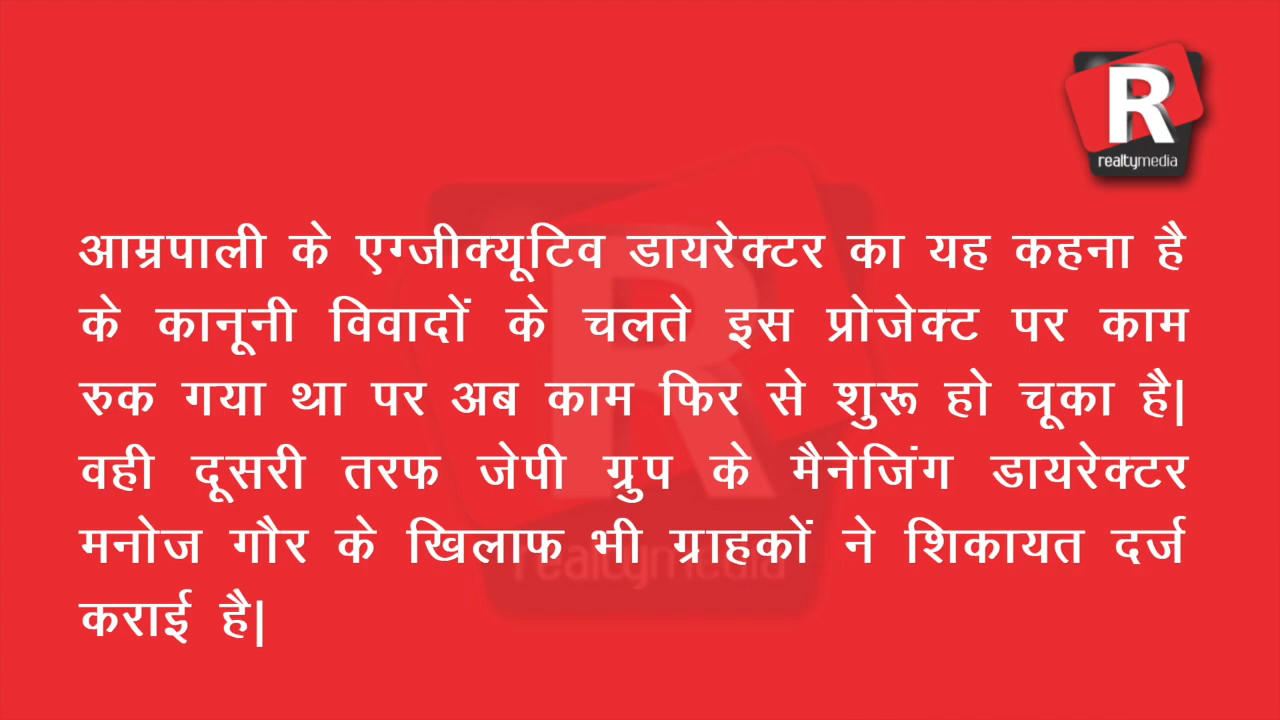 R
realtymedia
आम्रपाली के एग्जीक्यूटिव डायरेक्टर का यह कहना है
के कानूनी विवादों के चलते इस प्रोजेक्ट पर काम
रुक गया था पर अब काम फिर से शुरू हो चूका है|
वही दूसरी तरफ जेपी ग्रुप के मैनेजिंग डायरेक्टर
मनोज गौर के खिलाफ भी ग्राहकों ने शिकायत दर्ज
कराई है|
R
realtymedia